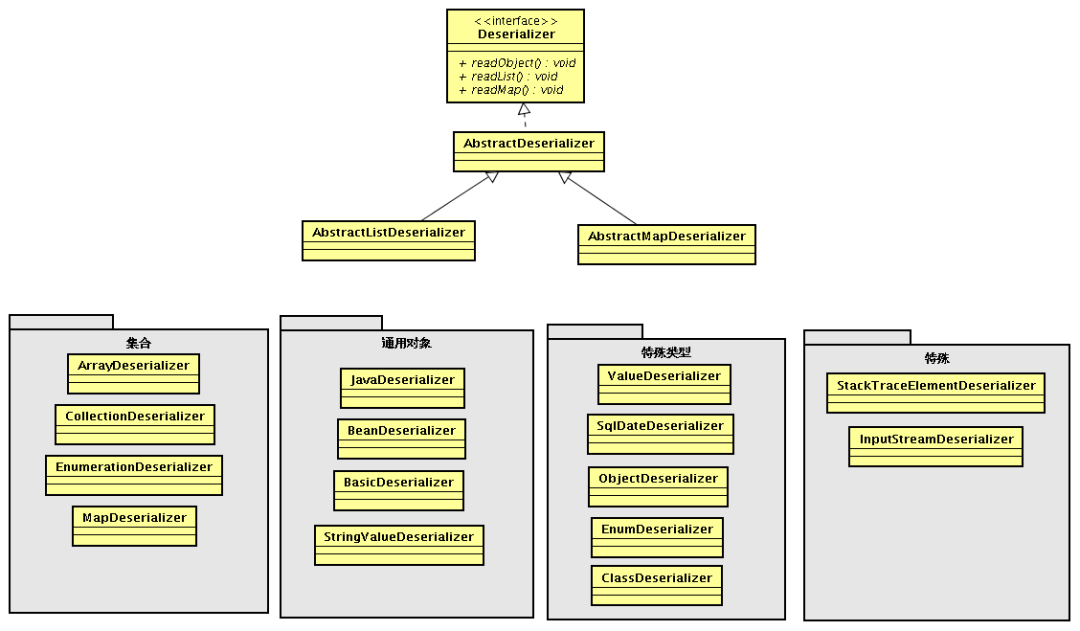 <<interface>>
Deserializer
+ readObject() : void
+ readList() : void
+ readMap() : void
AbstractDeserializer
AbstractListDeserializer
AbstractMapDeserializer
集合
ArrayDeserializer
CollectionDeserializer
EnumerationDeserializer
MapDeserializer
通用对象
JavaDeserializer
BeanDeserializer
BasicDeserializer
StringValueDeserializer
特殊类型
ValueDeserializer
SqlDateDeserializer
ObjectDeserializer
EnumDeserializer
ClassDeserializer
特殊
StackTraceElementDeserializer
InputStreamDeserializer